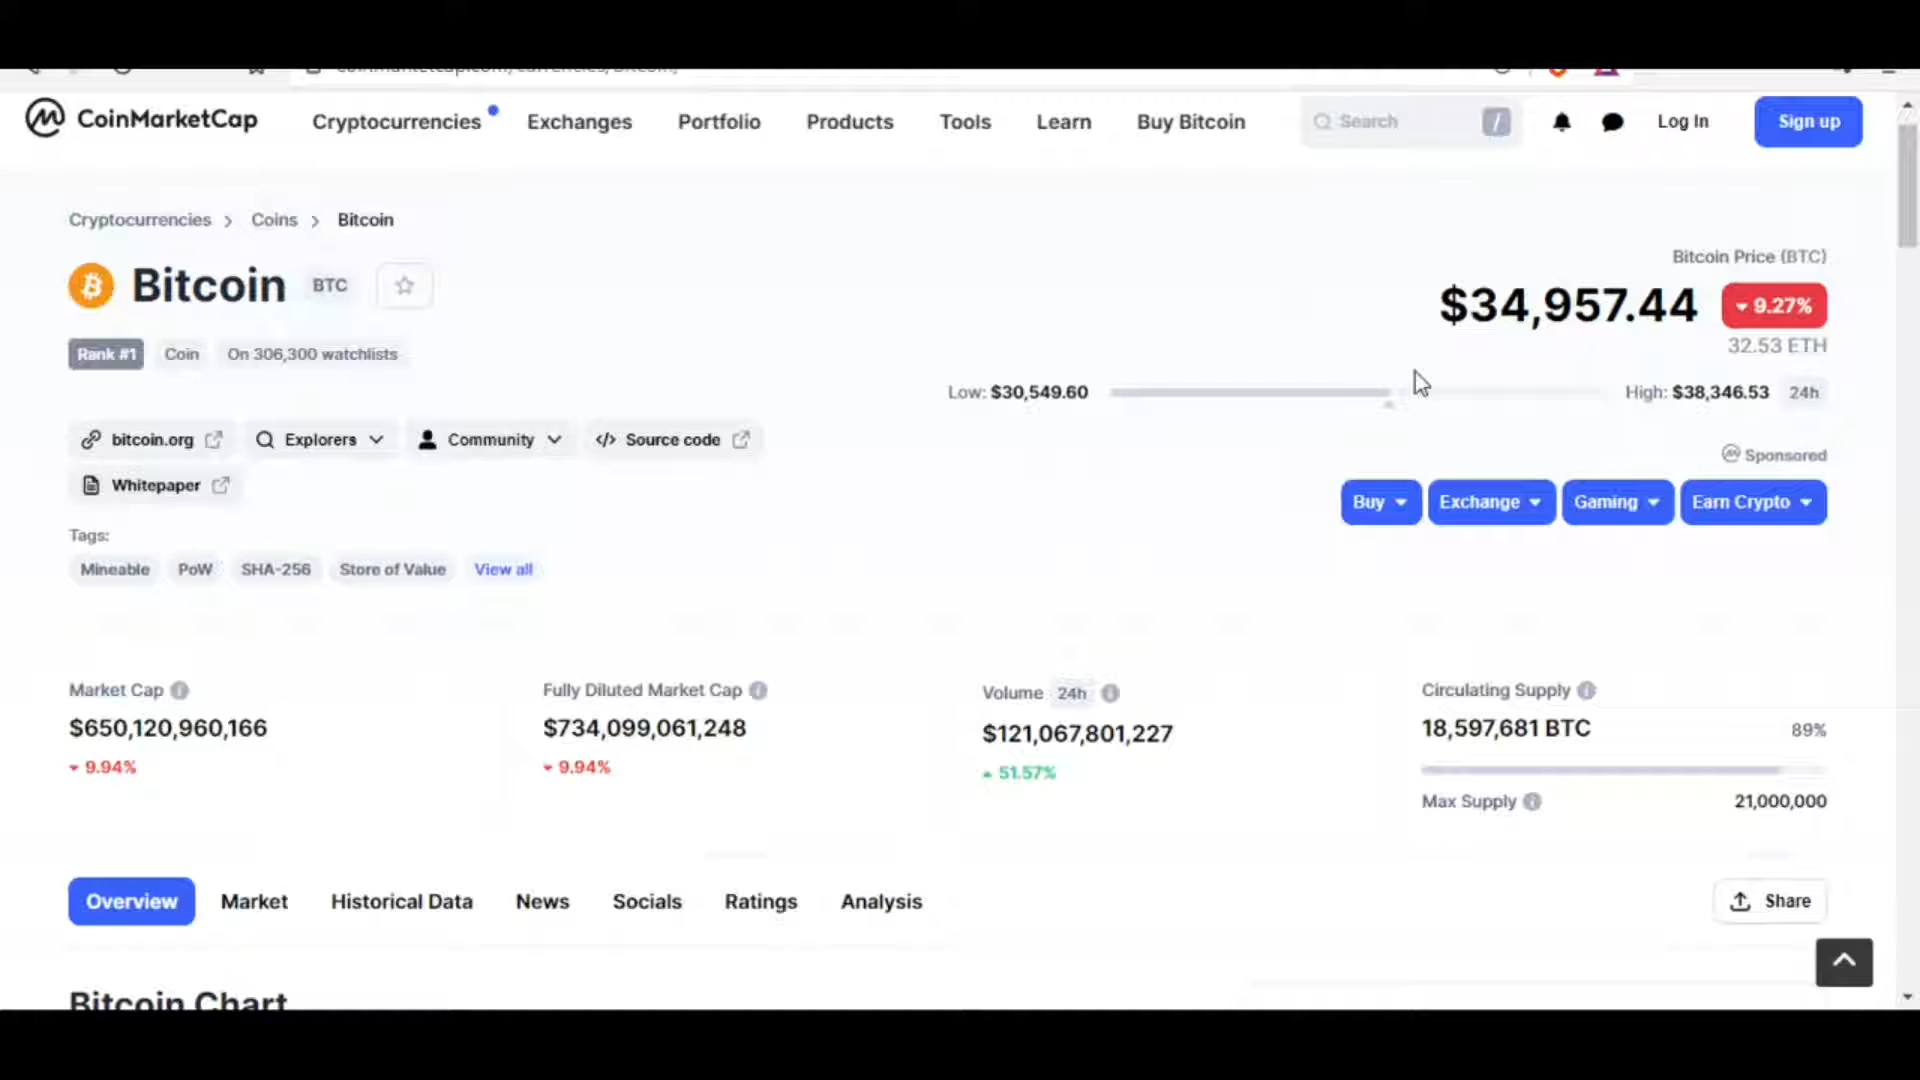 CoinMarketCap Cryptocurrencies Exchanges Portfolio Products Tools Learn Buy Bitcoin Search / Log In Sign up
Cryptocurrencies > Coins > Bitcoin
Bitcoin BTC
Rank #1 Coin On 306,300 watchlists
Bitcoin Price (BTC)
$34,957.44 9.27%
32.53 ETH
Low: $30,549.60 High: $38,346.53 24h
bitcoin.org Explorers Community Source code
Whitepaper
Sponsored
Buy Exchange Gaming Earn Crypto
Tags:
Mineable PoW SHA-256 Store of Value View all
Market Cap
$650,120,960,166
9.94%
Fully Diluted Market Cap
$734,099,061,248
9.94%
Volume 24h
$121,067,801,227
51.57%
Circulating Supply
18,597,681 BTC 89%
Max Supply 21,000,000
Overview Market Historical Data News Socials Ratings Analysis Share
Bitcoin Chart